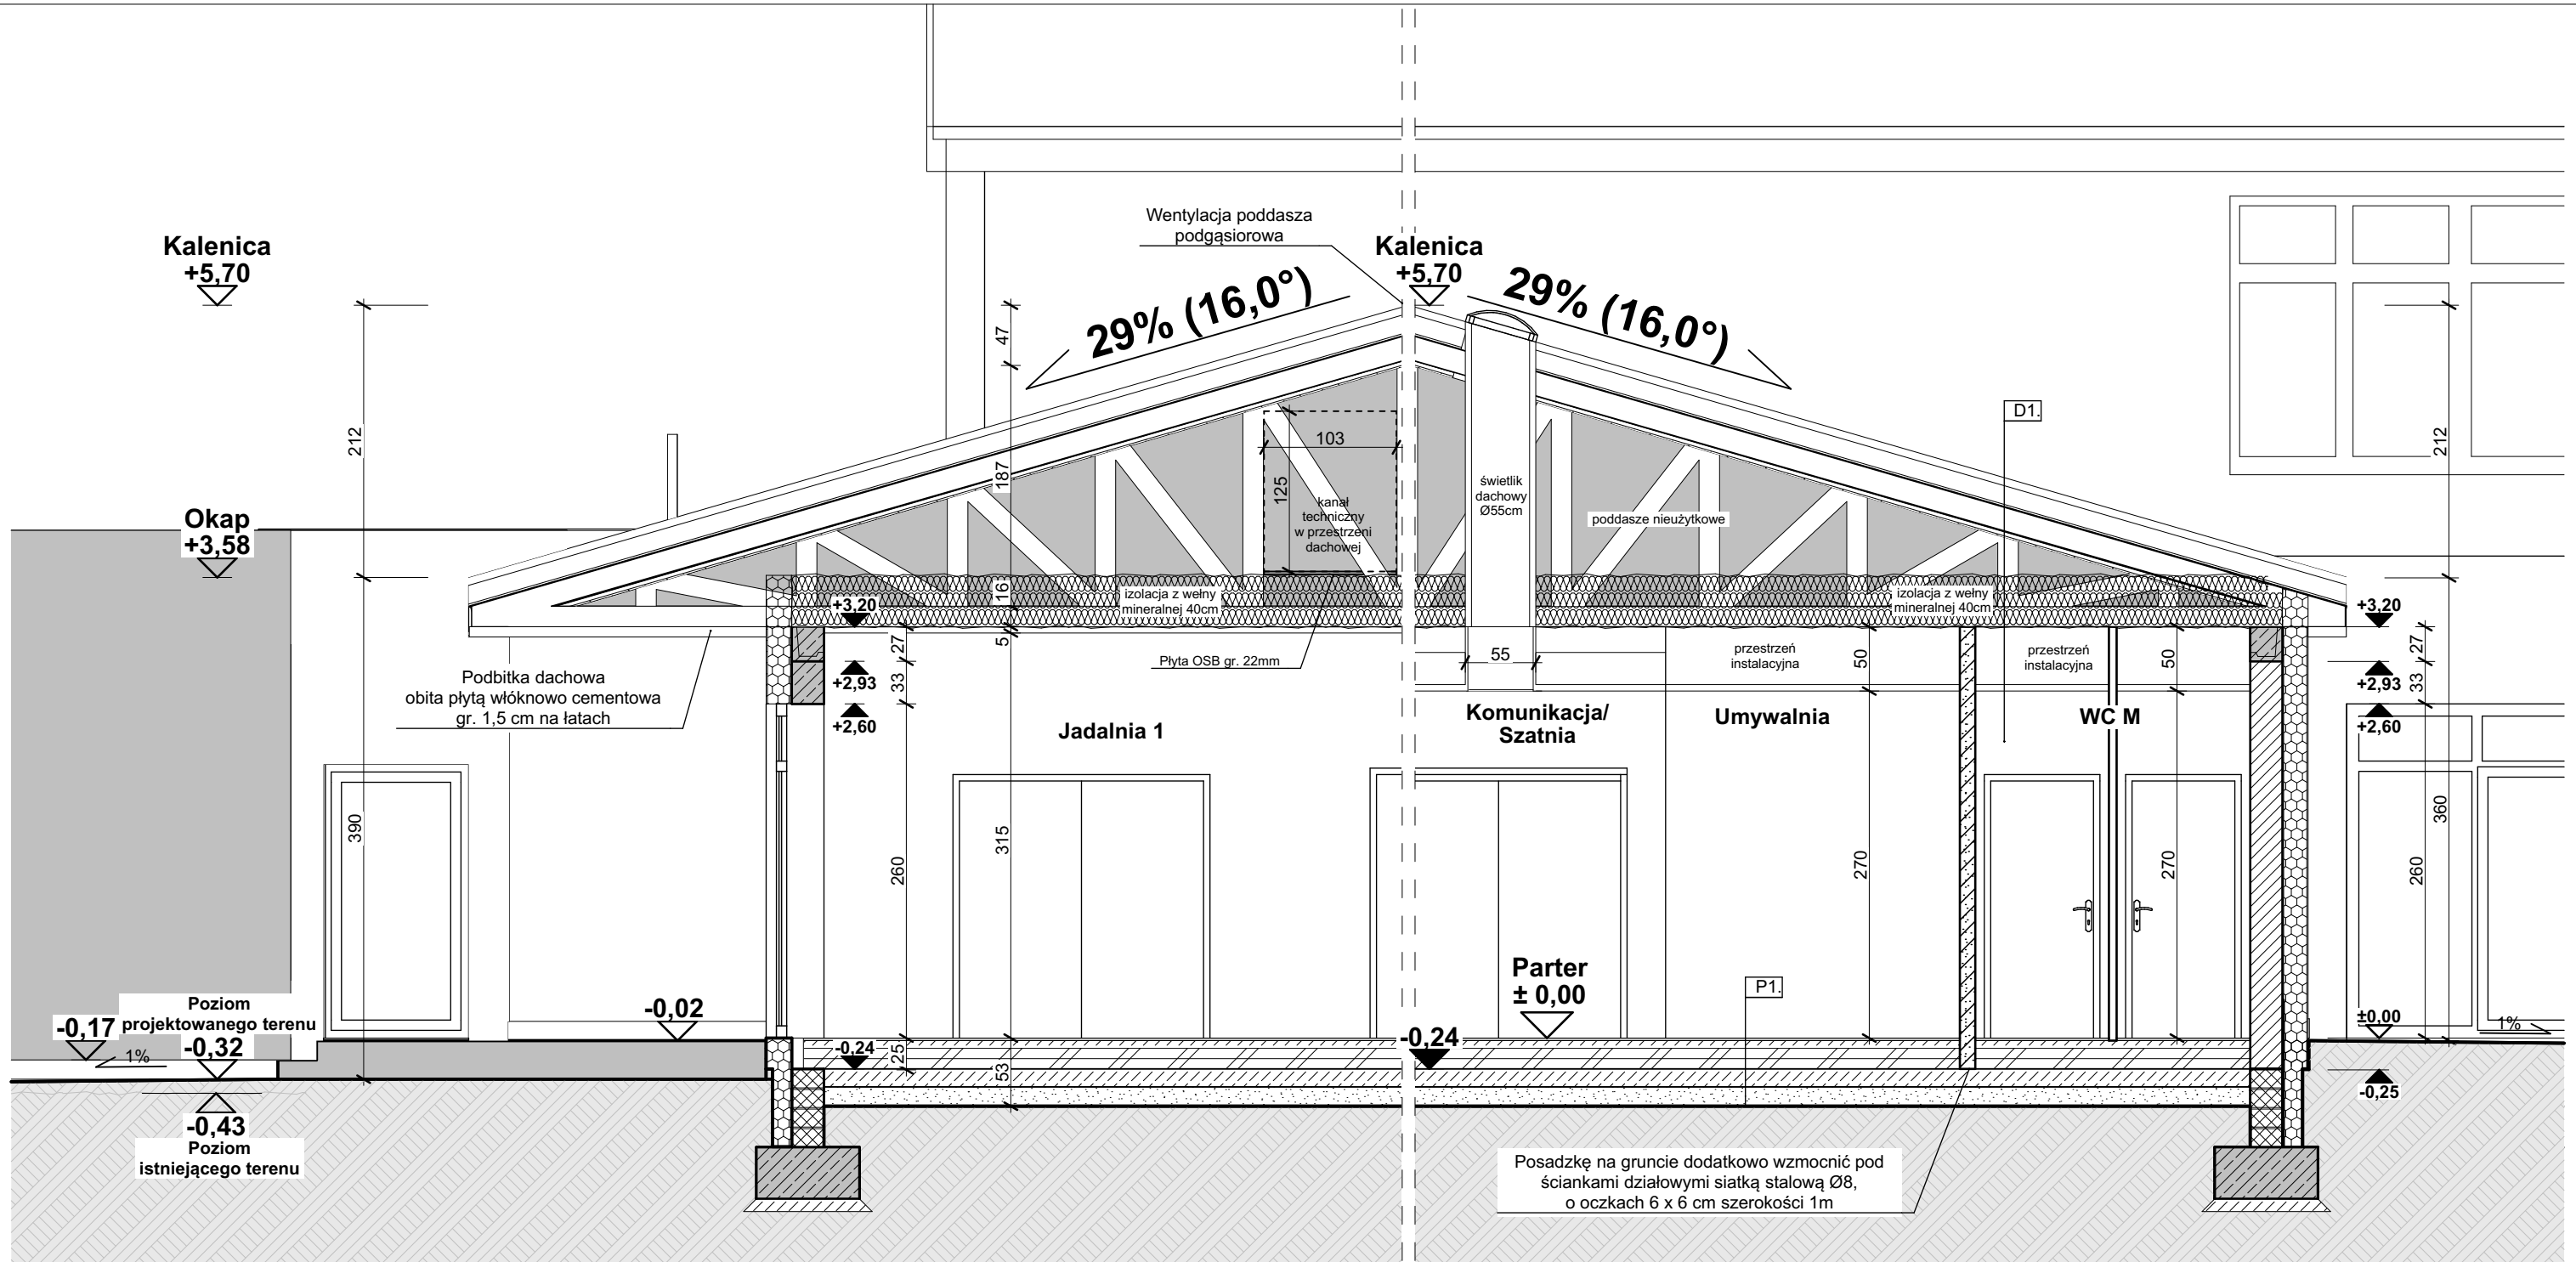 Wentylacja poddasza
podgąsiorowa
Kalenica
+5,70
Kalenica
+5,70
29% (16,0°)
29% (16,0°)
47
212
187
103
125
kanał
techniczny
w przestrzeni
dachowej
świetlik
dachowy
Ø55cm
poddasze nieużytkowe
D1.
212
Okap
+3,58
16
izolacja z wełny
mineralnej 40cm
izolacja z wełny
mineralnej 40cm
+3,20
27
5
+2,93
33
+2,60
Płyta OSB gr. 22mm
55
przestrzeń
instalacyjna
50
przestrzeń
instalacyjna
50
+3,20
27
+2,93
33
+2,60
Podbitka dachowa
obita płytą włóknowo cementowa
gr. 1,5 cm na łatach
Jadalnia 1
Komunikacja/
Szatnia
Umywalnia
WC M
390
260
315
270
270
260
360
Parter
± 0,00
P1.
Poziom
projektowanego terenu
-0,17
-0,32
1%
-0,02
-0,24
25
53
-0,24
±0,00
1%
-0,25
-0,43
Poziom
istniejącego terenu
Posadzkę na gruncie dodatkowo wzmocnić pod
ściankami działowymi siatką stalową Ø8,
o oczkach 6 x 6 cm szerokości 1m